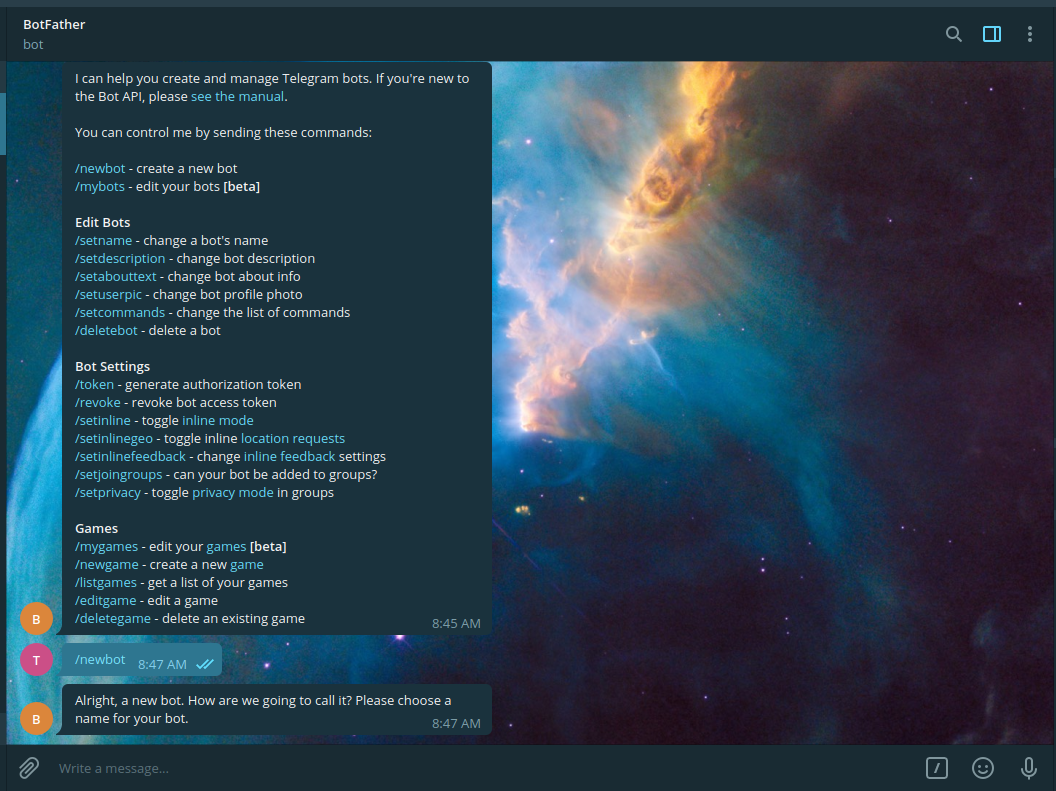 BotFather
bot
I can help you create and manage Telegram bots. If you're new to
the Bot API, please see the manual.
You can control me by sending these commands:
/newbot - create a new bot
/mybots - edit your bots [beta]
Edit Bots
/setname - change a bot's name
/setdescription - change bot description
/setabouttext - change bot about info
/setuserpic - change bot profile photo
/setcommands - change the list of commands
/deletebot - delete a bot
Bot Settings
/token - generate authorization token
/revoke - revoke bot access token
/setinline - toggle inline mode
/setinlinegeo - toggle inline location requests
/setinlinefeedback - change inline feedback settings
/setjoingroups - can your bot be added to groups?
/setprivacy - toggle privacy mode in groups
Games
/mygames - edit your games [beta]
/newgame - create a new game
/listgames - get a list of your games
/editgame - edit a game
/deletegame - delete an existing game
B
8:45 AM
T
/newbot 8:47 AM
Alright, a new bot. How are we going to call it? Please choose a
name for your bot.
B
8:47 AM
Write a message...